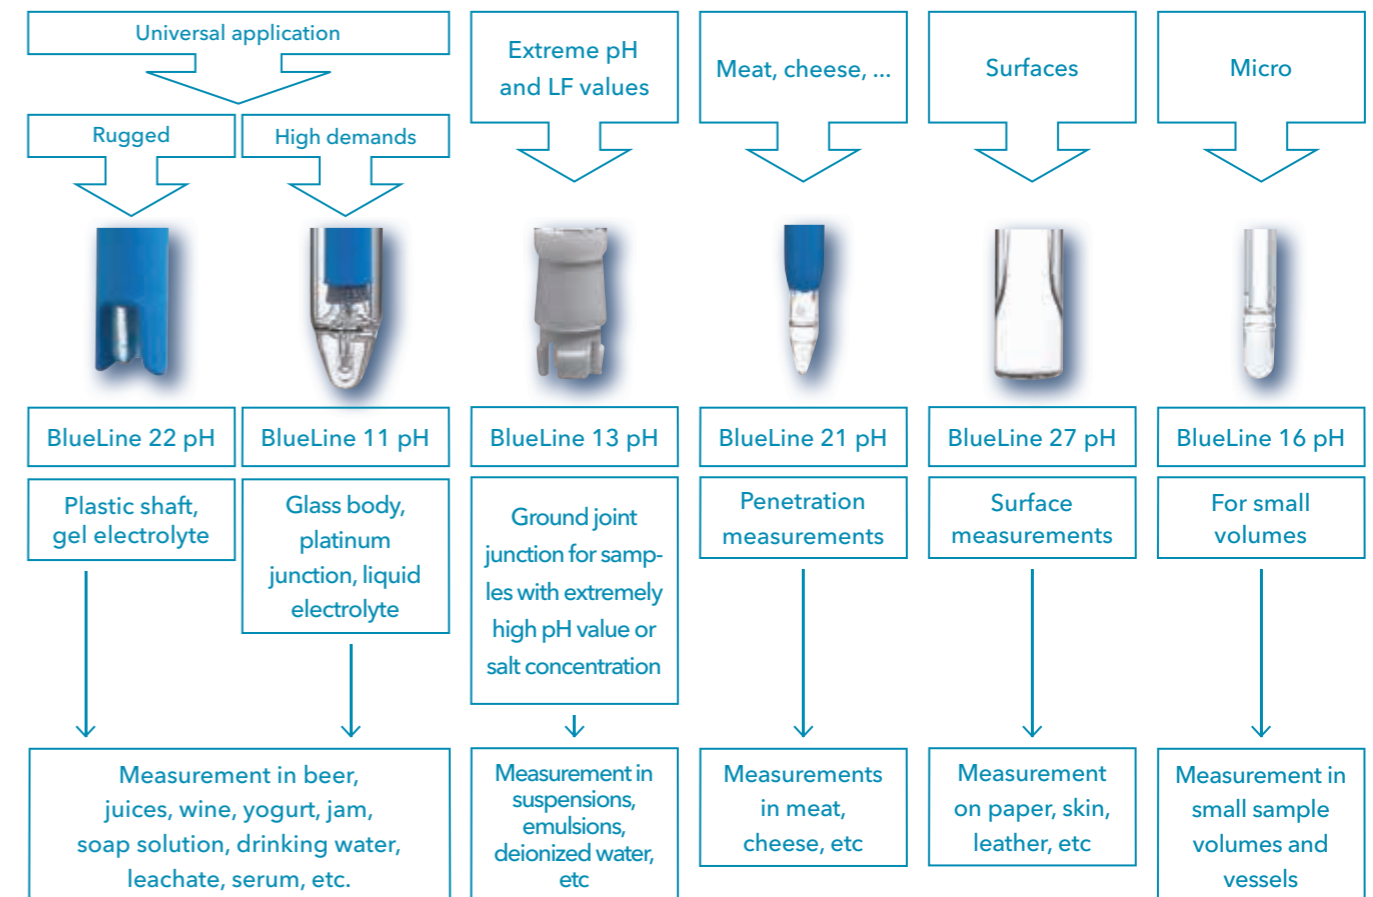 Universal application
Rugged
High demands
Extreme pH
and LF values
Meat, cheese, ...
Surfaces
Micro
BlueLine 22 pH
BlueLine 11 pH
BlueLine 13 pH
BlueLine 21 pH
BlueLine 27 pH
BlueLine 16 pH
Plastic shaft,
gel electrolyte
Glass body,
platinum
junction, liquid
electrolyte
Ground joint
junction for samp-
les with extremely
high pH value or
salt concentration
Penetration
measurements
Surface
measurements
For small
volumes
Measurement in beer,
juices, wine, yogurt, jam,
soap solution, drinking water,
leachate, serum, etc.
Measurement in
suspensions,
emulsions,
deionized water,
etc
Measurements
in meat,
cheese, etc
Measurement
on paper, skin,
leather, etc
Measurement in
small sample
volumes and
vessels